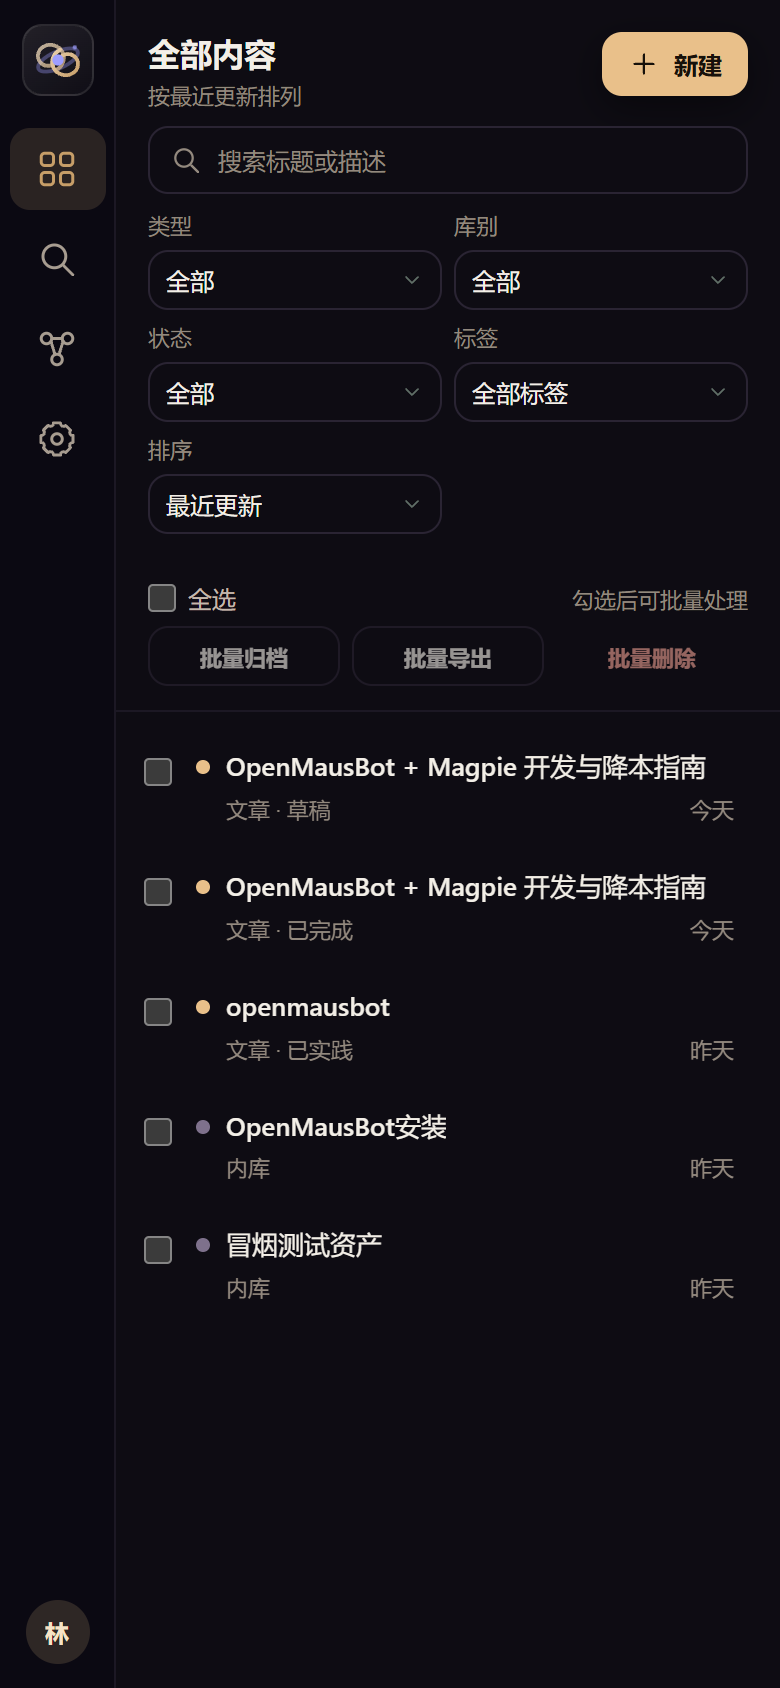 全部内容
新建
按最近更新排列
搜索标题或描述
类型
库别
全部
全部
状态
标签
全部
全部标签
排序
最近更新
全选
勾选后可批量处理
批量归档
批量导出
批量删除
OpenMausBot + Magpie 开发与降本指南
文章 · 草稿
今天
OpenMausBot + Magpie 开发与降本指南
文章 · 已完成
今天
openmausbot
文章 · 已实践
昨天
OpenMausBot安装
内库
昨天
冒烟测试资产
内库
昨天
林